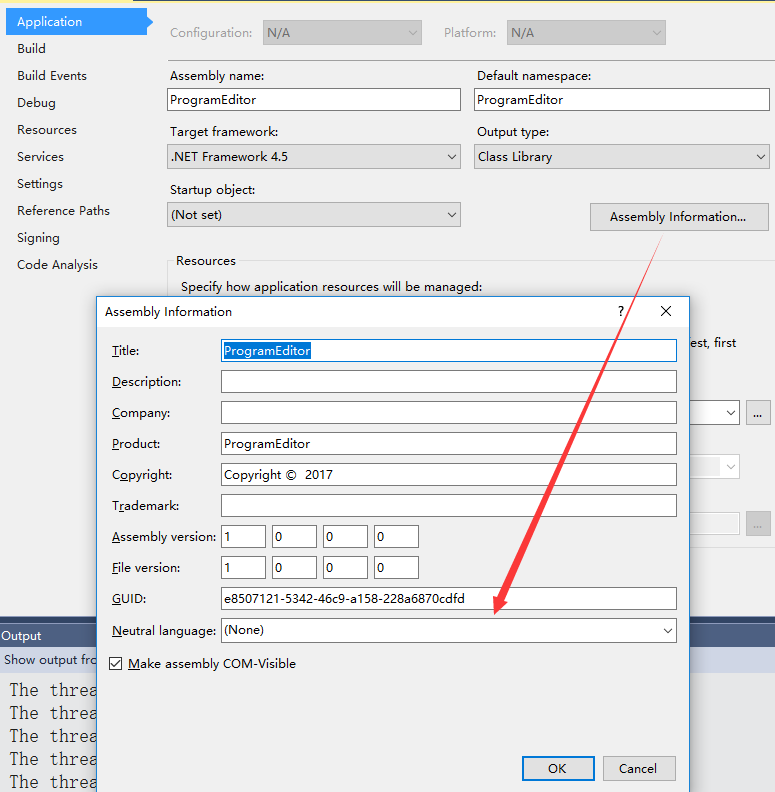 Application
Build
Build Events
Debug
Resources
Services
Settings
Reference Paths
Signing
Code Analysis
Configuration: N/A Platform: N/A
Assembly name: Default namespace:
ProgramEditor ProgramEditor
Target framework: Output type:
.NET Framework 4.5 Class Library
Startup object:
(Not set) Assembly Information...
Resources
Specify how application resources will be managed:
est, first
...
...
Assembly Information ?
Title: ProgramEditor
Description:
Company:
Product: ProgramEditor
Copyright: Copyright © 2017
Trademark:
Assembly version: 1 0 0 0
File version: 1 0 0 0
GUID: e8507121-5342-46c9-a158-228a6870cdfd
Neutral language: (None)
Make assembly COM-Visible
OK Cancel
Output
Show output fro
The threa
The threa
The threa
The threa
The threa